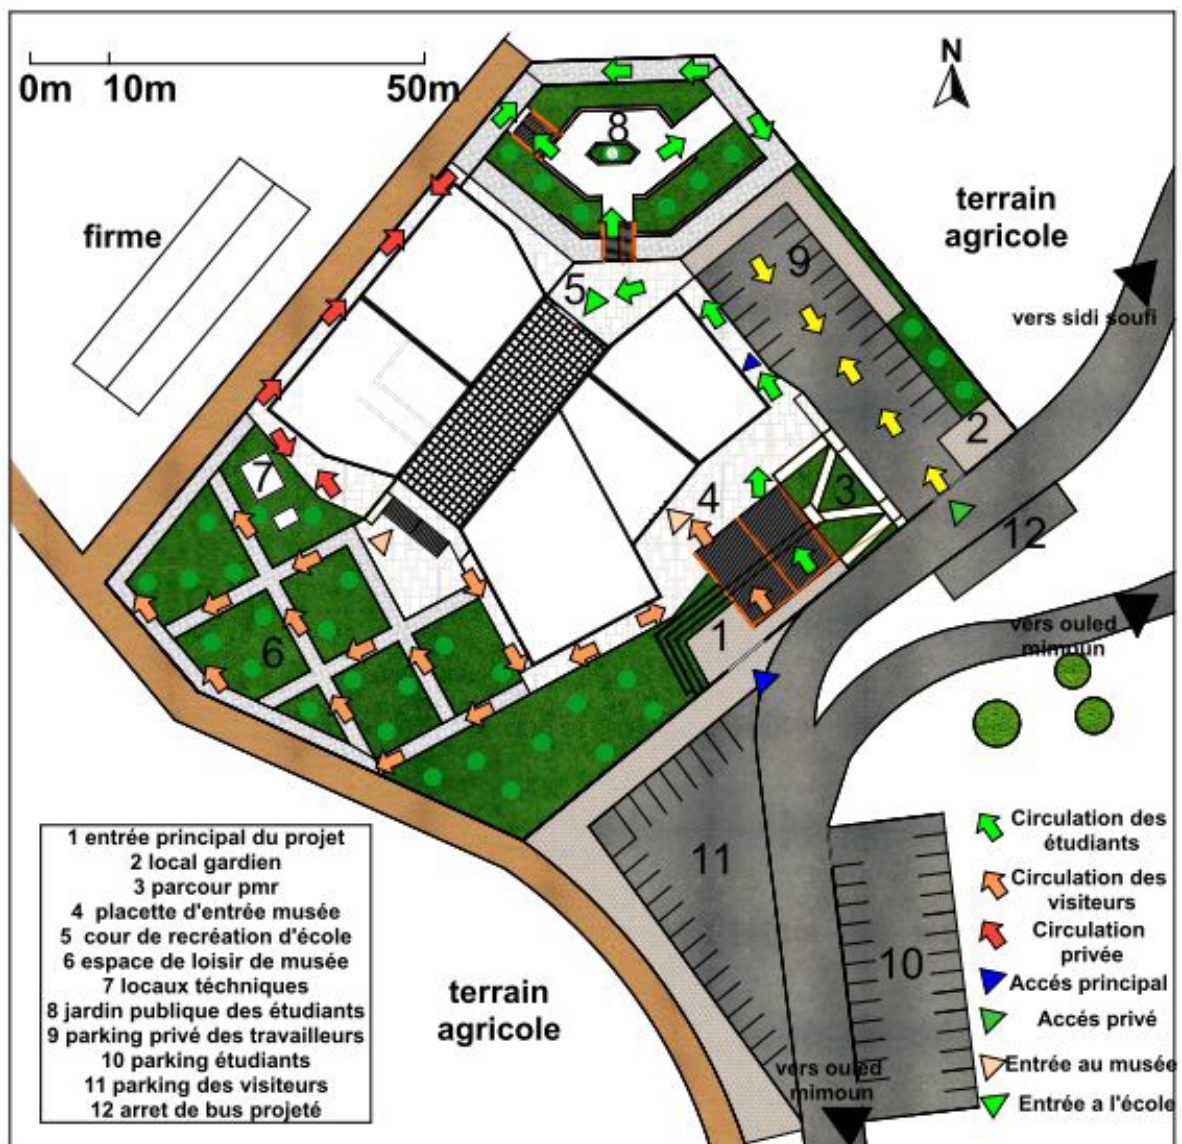 N
0m 10m 50m
8
firme
terrain
agricole
9
5
vers sidi soufi
2
7
3
4
12
1
vers ouled
mimoun
6
11
10
1 entrée principal du projet
2 local gardien
3 parcour pmr
4 placette d'entrée musée
5 cour de recréation d'école
6 espace de loisir de musée
7 locaux téchniques
8 jardin publique des étudiants
9 parking privé des travailleurs
10 parking étudiants
11 parking des visiteurs
12 arret de bus projeté
terrain
agricole
vers ouled
mimoun
Circulation des
étudiants
Circulation des
visiteurs
Circulation
privée
Accés principal
Accés privé
Entrée au musée
Entrée a l'école